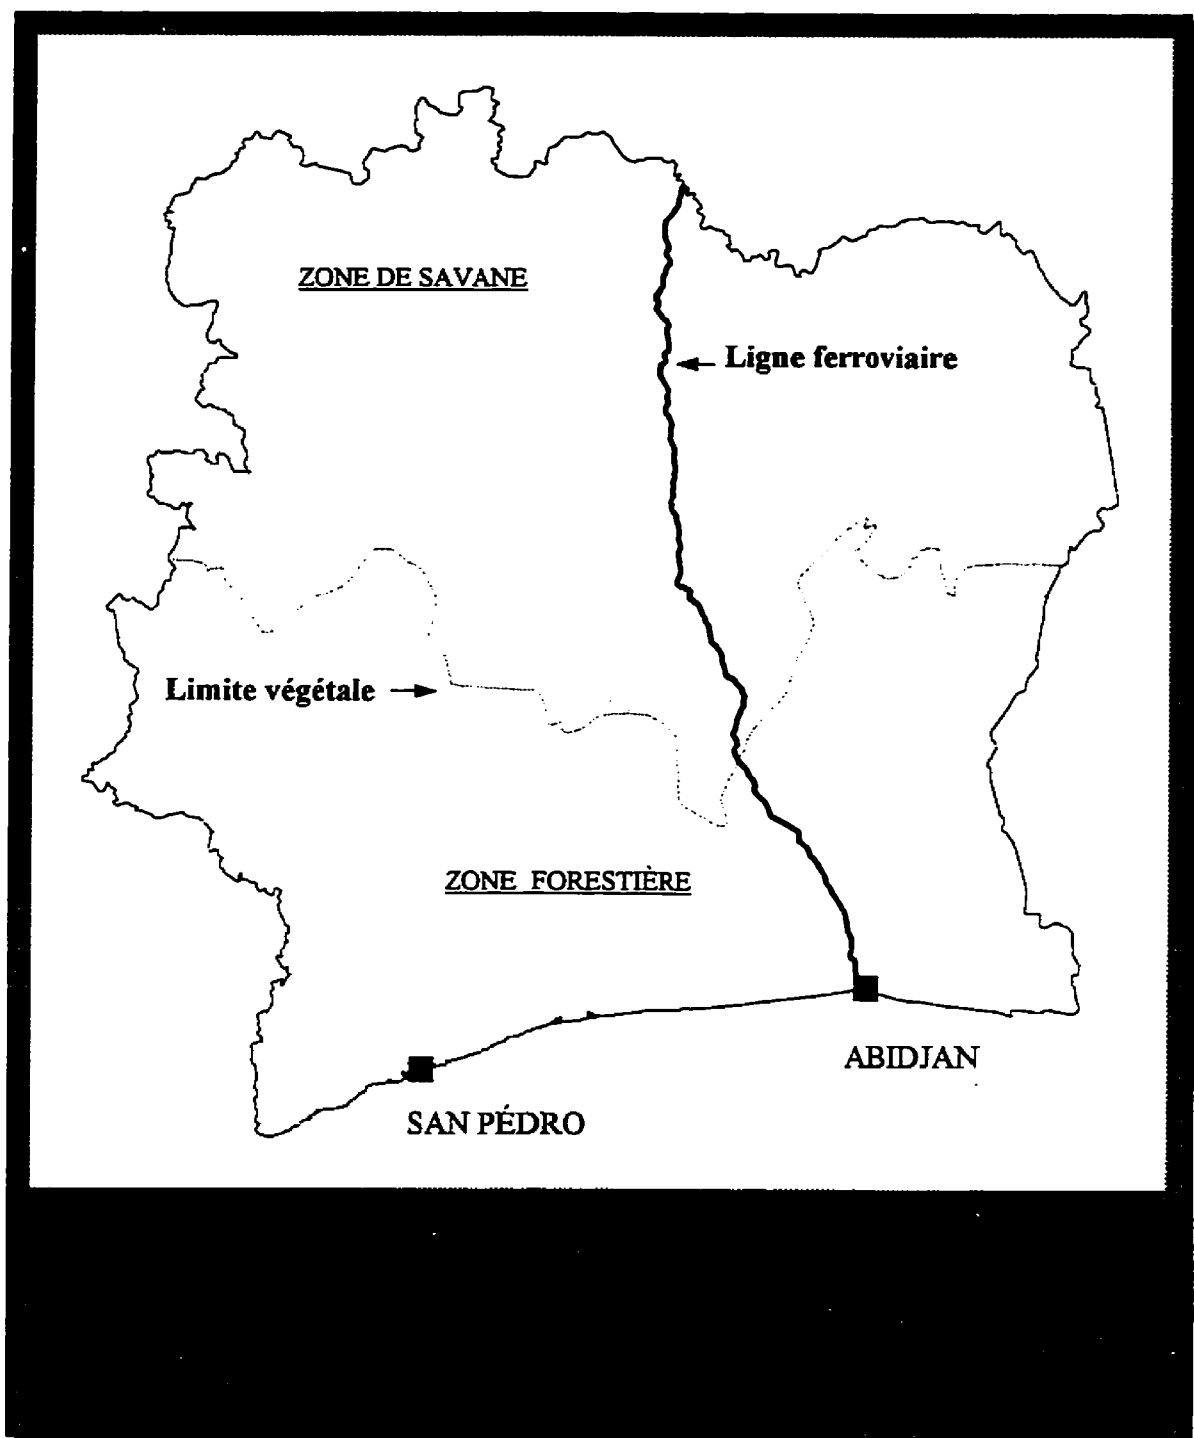 ZONE DE SAVANE
Ligne ferroviaire
Limite végétale
ZONE FORESTIÈRE
ABIDJAN
SAN PÉDRO